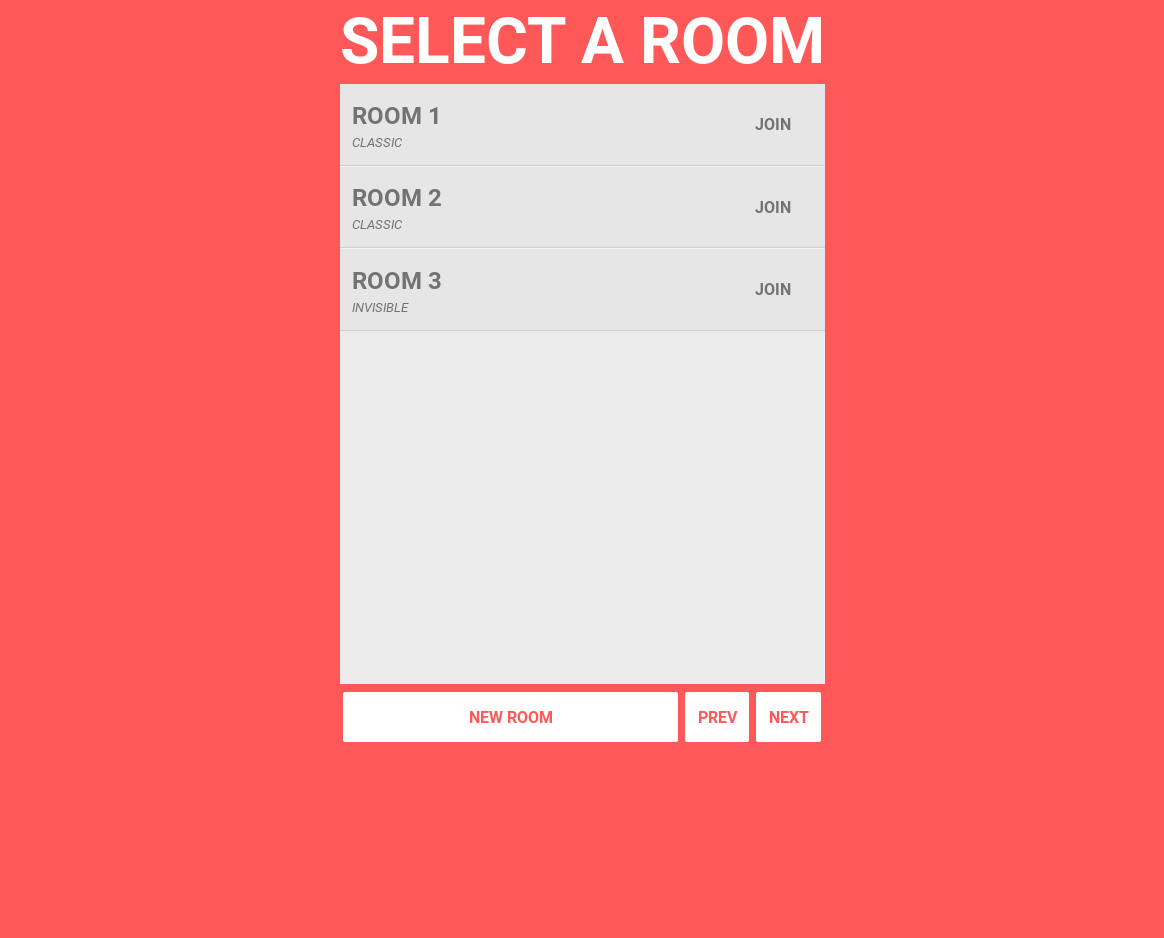 SELECT A ROOM
ROOM 1
CLASSIC
JOIN
ROOM 2
CLASSIC
JOIN
ROOM 3
INVISIBLE
JOIN
NEW ROOM
PREV
NEXT